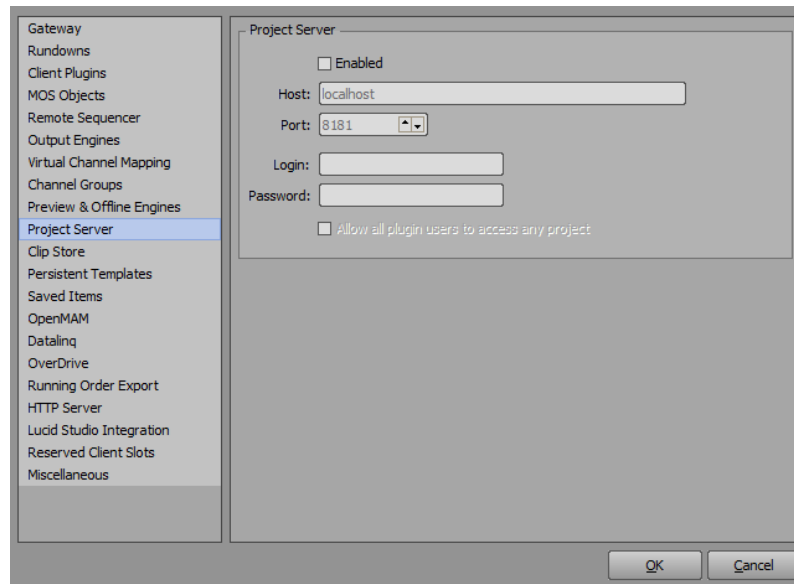 Gateway
Rundowns
Client Plugins
MOS Objects
Remote Sequencer
Output Engines
Virtual Channel Mapping
Channel Groups
Preview & Offline Engines
Project Server
Clip Store
Persistent Templates
Saved Items
OpenMAM
Datalinq
OverDrive
Running Order Export
HTTP Server
Lucid Studio Integration
Reserved Client Slots
Miscellaneous
Project Server
Enabled
Host: localhost
Port: 8181
Login:
Password:
Allow all plugin users to access any project
OK Cancel